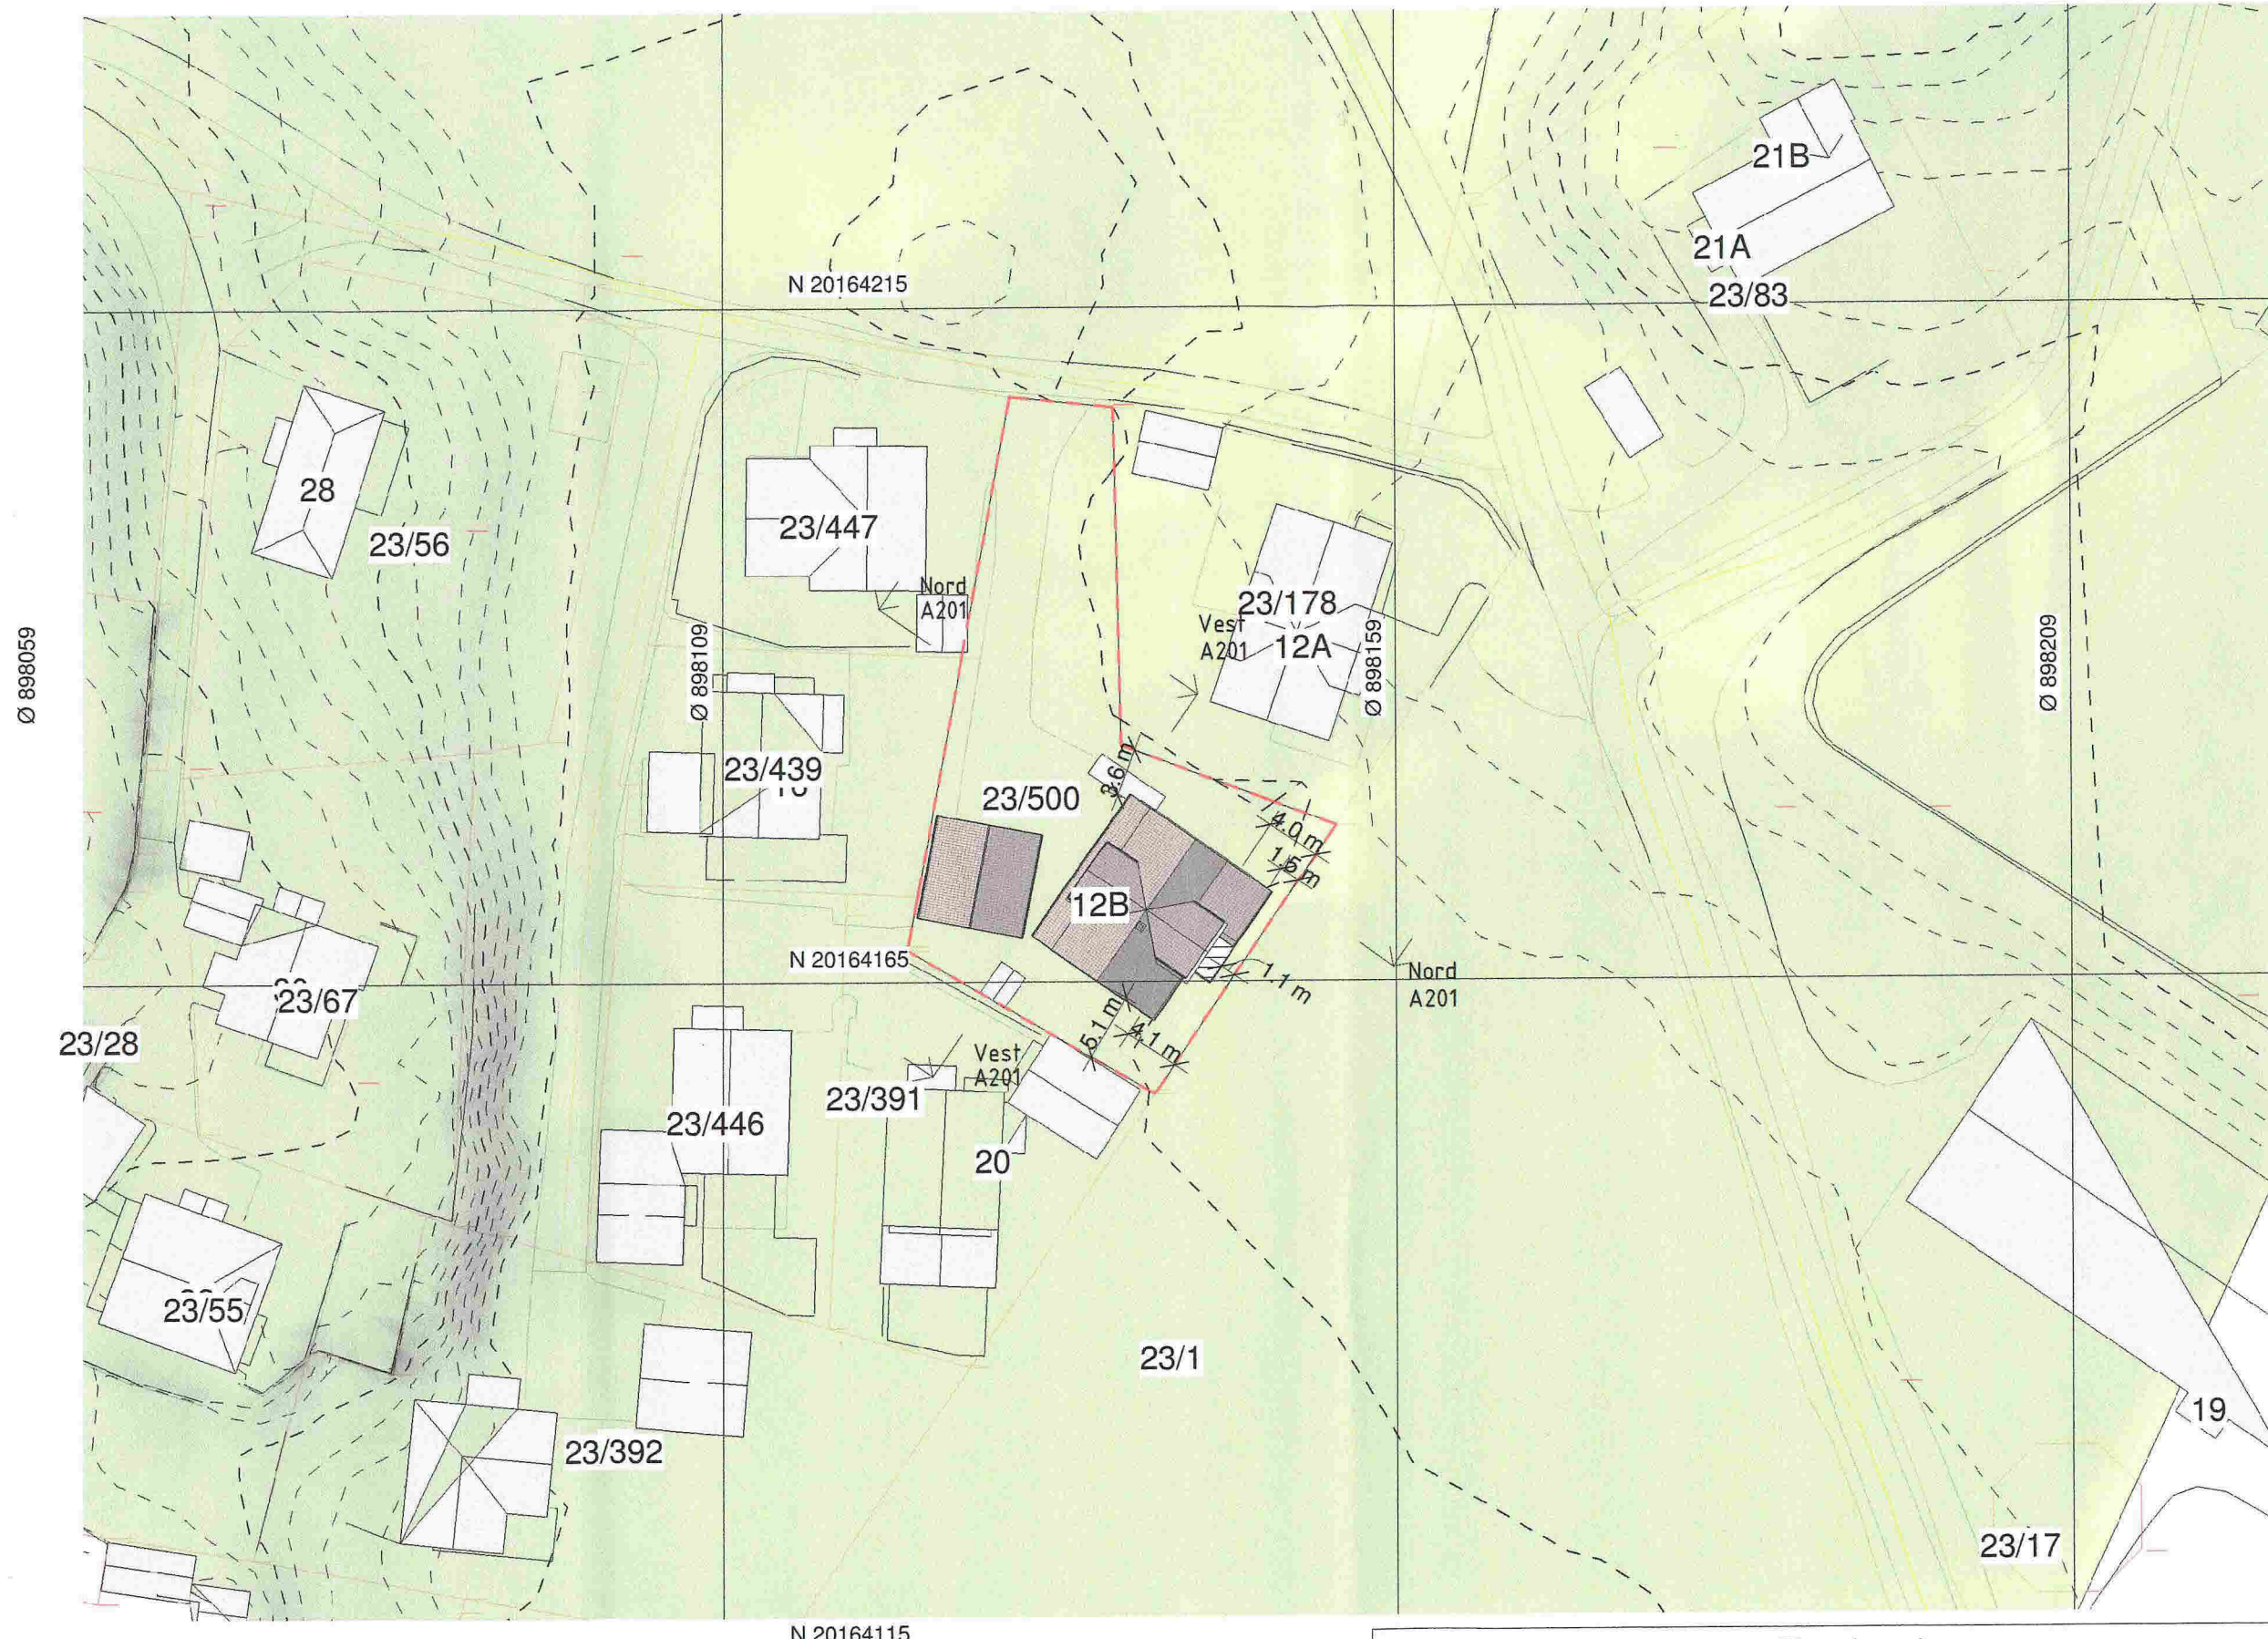 21B
21A
N 20164215
23/83
28
23/447
23/56
Nord
A201
23/178
Vest
A201
12A
Ø 898059
Ø 898109
Ø 898159
Ø 898209
23/439
3.6 m
23/500
4.0 m
1.5 m
12B
N 20164165
Nord
A201
1.1 m
23/67
5.1 m
4.1 m
23/28
Vest
A201
23/391
23/446
20
23/55
23/1
19
23/392
23/17
N 20164115